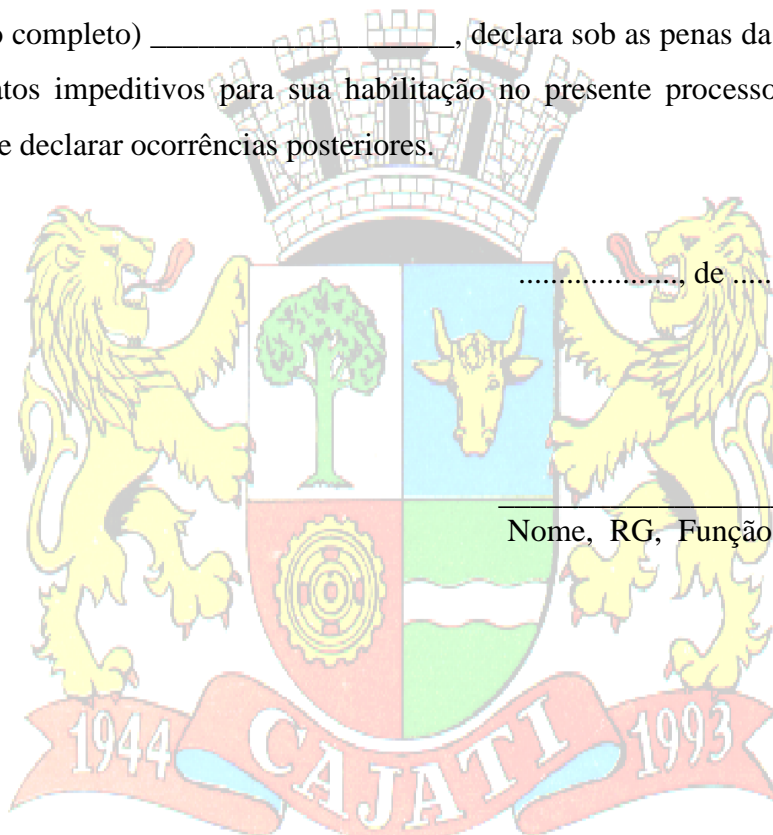 o completo) ___________________, declara sob as penas da
atos impeditivos para sua habilitação no presente processo
e declarar ocorrências posteriores.
...................., de .....
Nome, RG, Função
1944 CAJATI 1993